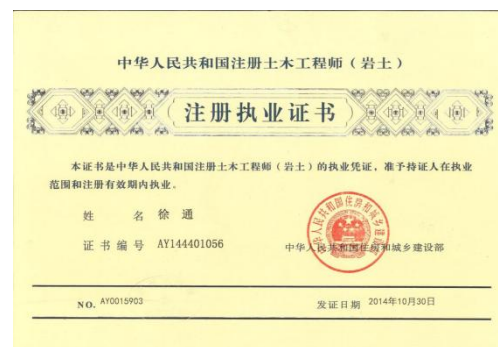 中华人民共和国注册土木工程师（岩土）
注册执业证书
本证书是中华人民共和国注册土木工程师（岩土）的执业凭证，准予持证人在执业
范围和注册有效期内执业。
姓 名 徐 通
证书编号 AY144401056
中华人民共和国住房和城乡建设部
NO. AY0015903
发证日期 2014年10月30日